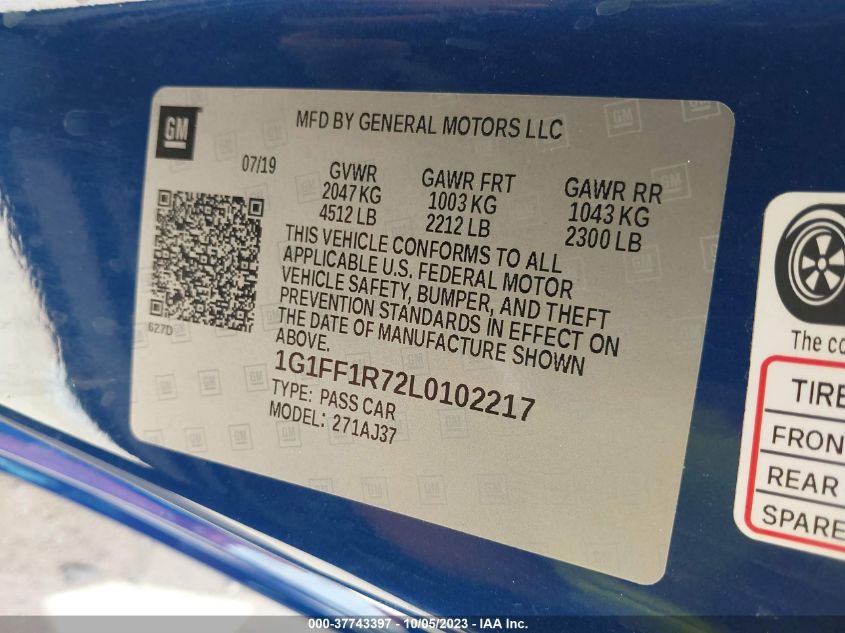 GM
MFD BY GENERAL MOTORS LLC
07/19
GVWR
2047 KG
4512 LB
GAWR FRT
1003 KG
2212 LB
GAWR RR
1043 KG
2300 LB
627D
THIS VEHICLE CONFORMS TO ALL
APPLICABLE U.S. FEDERAL MOTOR
VEHICLE SAFETY, BUMPER, AND THEFT
PREVENTION STANDARDS IN EFFECT ON
THE DATE OF MANUFACTURE SHOWN
ABOVE.
1G1FF1R72L0102217
TYPE: PASS CAR
MODEL: 271AJ37
The co
TIRE
FRON
REAR
SPARE
000-37743397 - 10/05/2023 - IAA Inc.